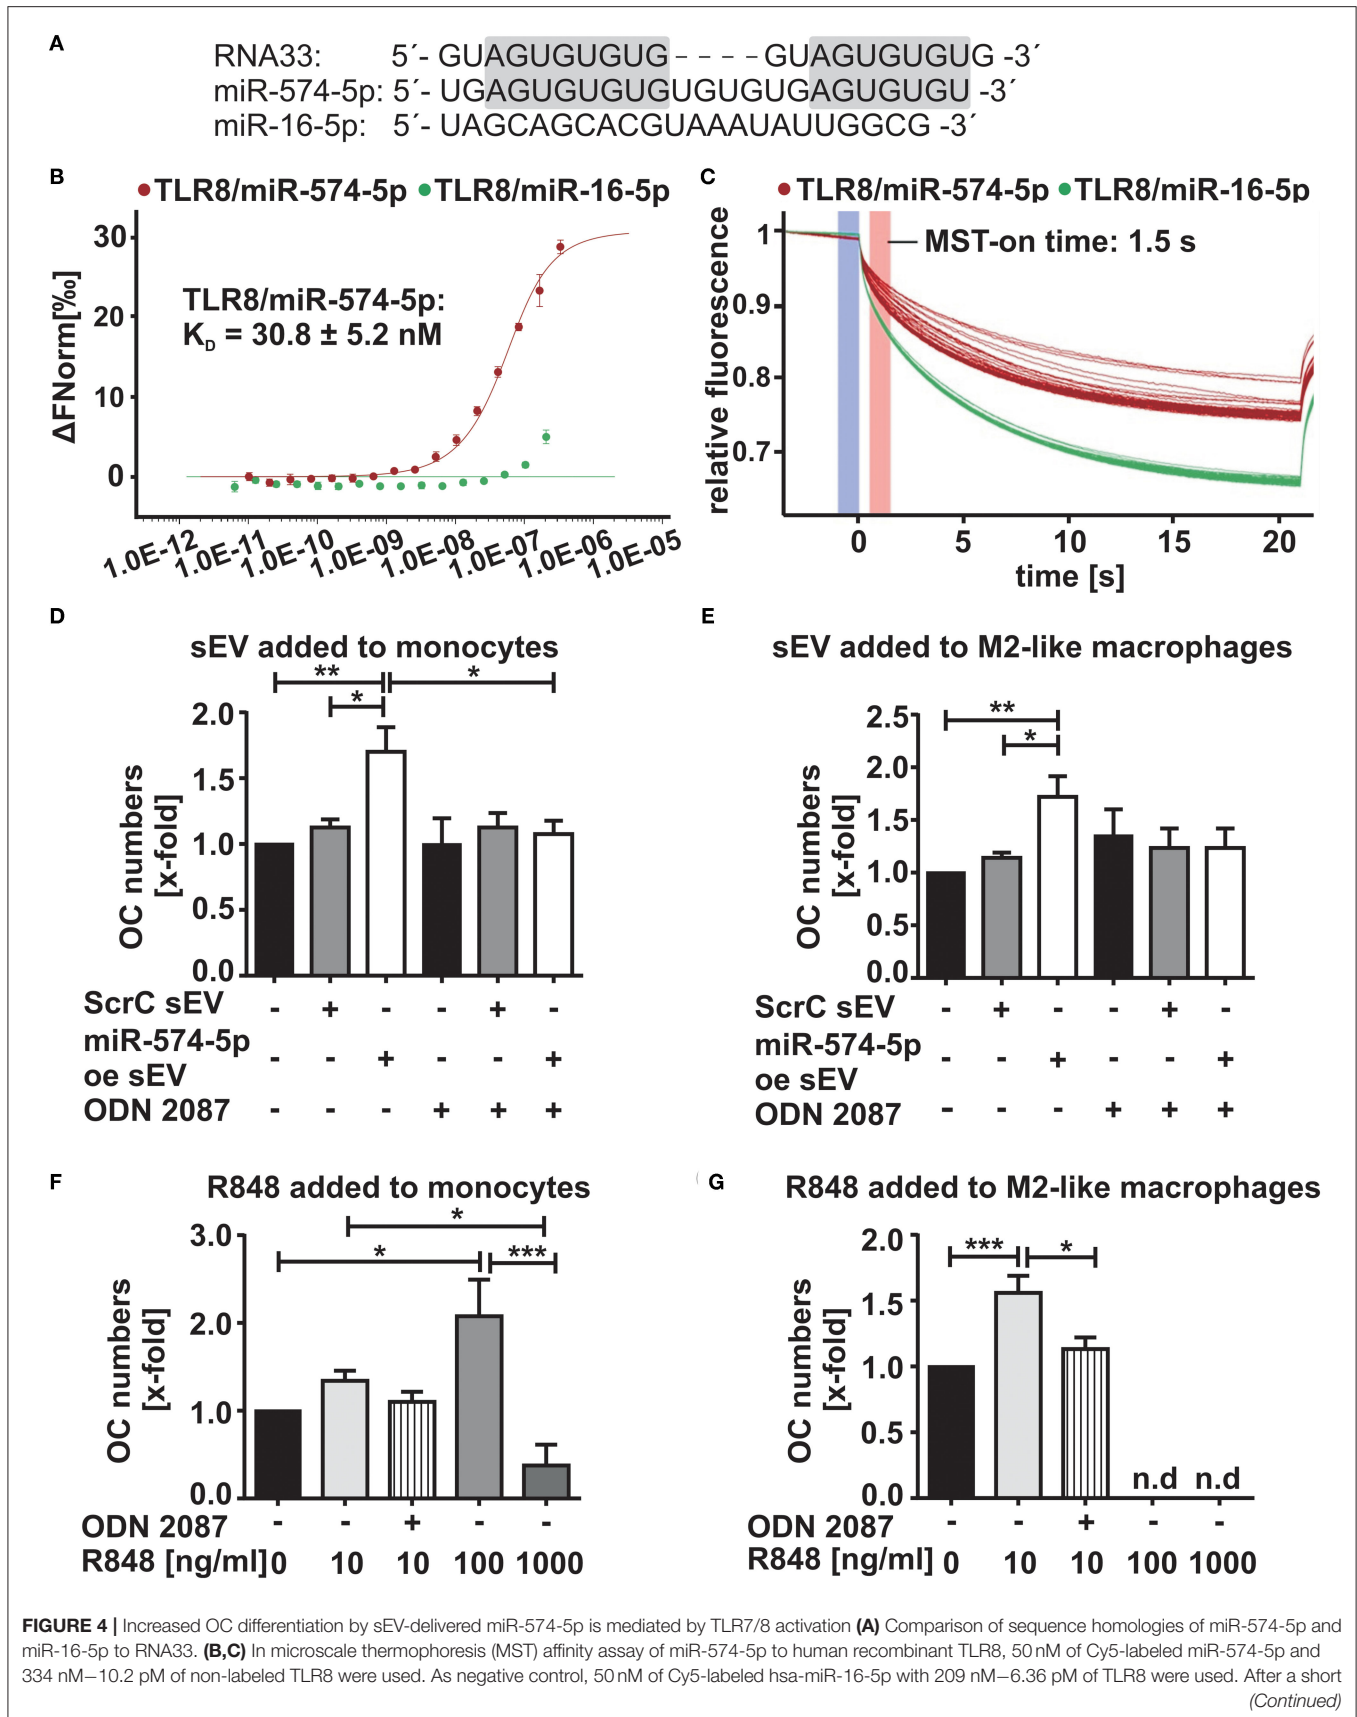 A
RNA33: 5´- GUAGUGUGUG----GUAGUGUGUG -3´
miR-574-5p: 5´- UGAGUGUGUGUGUGUGAGUGUGU -3´
miR-16-5p: 5´- UAGCAGCACGUAAAUAUUGGCG -3´
B
TLR8/miR-574-5p TLR8/miR-16-5p
ΔFNorm[‰]
30
20
10
0
TLR8/miR-574-5p:
KD = 30.8 ± 5.2 nM
1.0E-12 1.0E-11 1.0E-10 1.0E-09 1.0E-08 1.0E-07 1.0E-06 1.0E-05
C
TLR8/miR-574-5p TLR8/miR-16-5p
relative fluorescence
1
0.9
0.8
0.7
MST-on time: 1.5 s
0 5 10 15 20
time [s]
D
sEV added to monocytes
** *
*
OC numbers
[x-fold]
2.0
1.5
1.0
0.5
0.0
ScrC sEV - + - - + -
miR-574-5p
oe sEV - - + - - +
ODN 2087 - - - + + +
E
sEV added to M2-like macrophages
**
*
OC numbers
[x-fold]
2.5
2.0
1.5
1.0
0.5
0.0
ScrC sEV - + - - + -
miR-574-5p
oe sEV - - + - - +
ODN 2087 - - - + + +
F
R848 added to monocytes
*
* ***
OC numbers
[x-fold]
3.0
2.0
1.0
0.0
ODN 2087 - - + - -
R848 [ng/ml] 0 10 10 100 1000
G
R848 added to M2-like macrophages
*** *
OC numbers
[x-fold]
2.0
1.5
1.0
0.5
0.0
n.d n.d
ODN 2087 - - + - -
R848 [ng/ml] 0 10 10 100 1000
FIGURE 4 | Increased OC differentiation by sEV-delivered miR-574-5p is mediated by TLR7/8 activation (A) Comparison of sequence homologies of miR-574-5p and
miR-16-5p to RNA33. (B,C) In microscale thermophoresis (MST) affinity assay of miR-574-5p to human recombinant TLR8, 50 nM of Cy5-labeled miR-574-5p and
334 nM–10.2 pM of non-labeled TLR8 were used. As negative control, 50 nM of Cy5-labeled hsa-miR-16-5p with 209 nM–6.36 pM of TLR8 were used. After a short
(Continued)